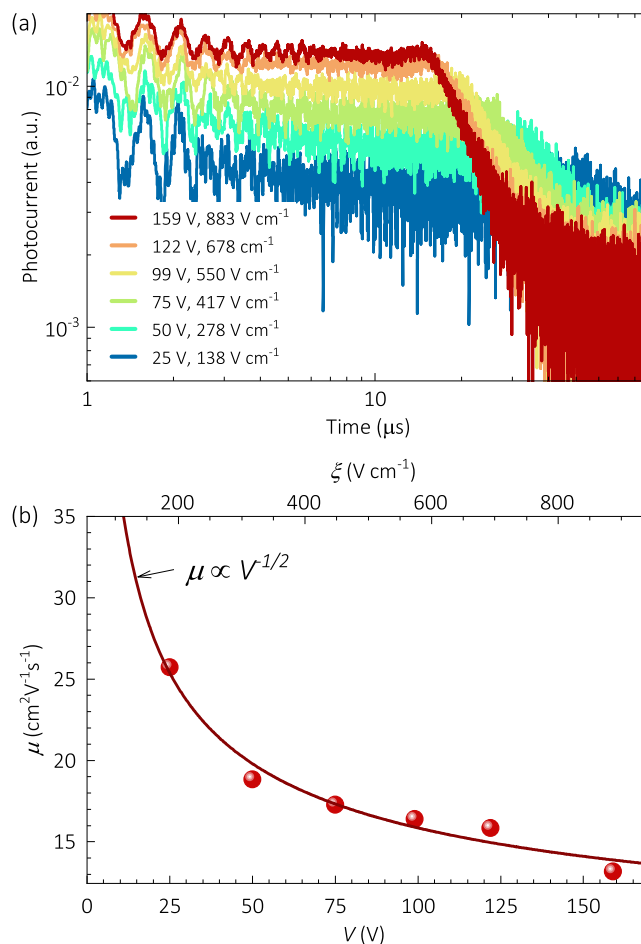 (a)
10⁻²
10⁻³
Photocurrent (a.u.)
159 V, 883 V cm⁻¹
122 V, 678 cm⁻¹
99 V, 550 V cm⁻¹
75 V, 417 V cm⁻¹
50 V, 278 V cm⁻¹
25 V, 138 V cm⁻¹
1 10
Time (μs)
ξ (V cm⁻¹)
200 400 600 800
(b)
35
30
25
20
15
μ ∝ V⁻¹/²
μ (cm²V⁻¹s⁻¹)
0 25 50 75 100 125 150
V (V)